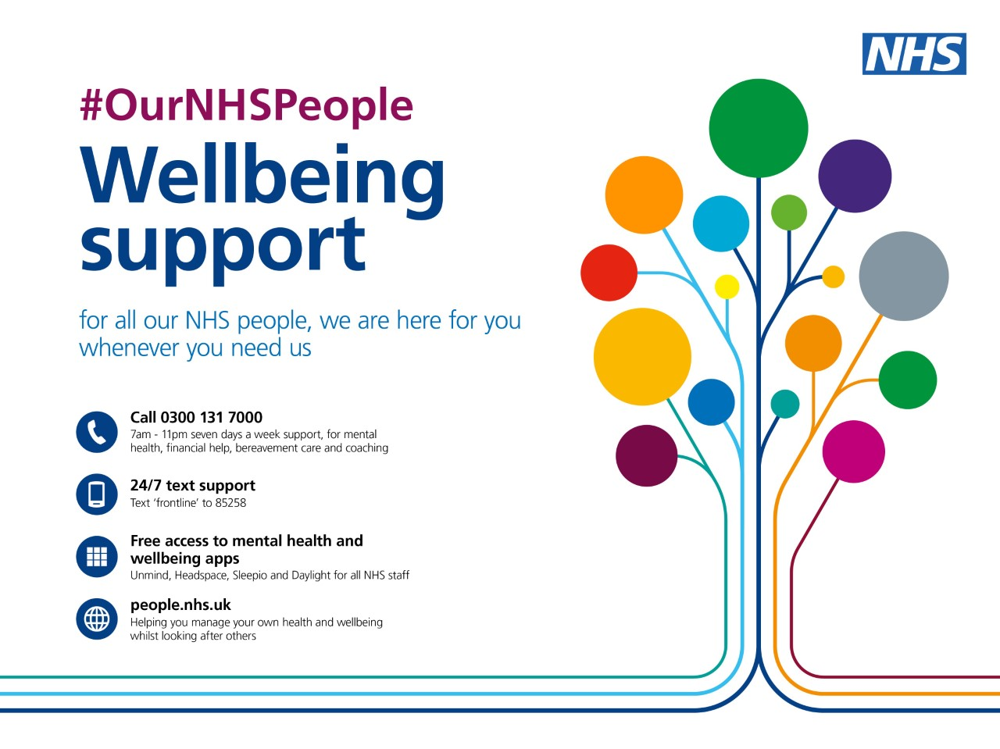 NHS
#OurNHSPeople
Wellbeing
support
for all our NHS people, we are here for you
whenever you need us
Call 0300 131 7000
7am - 11pm seven days a week support, for mental
health, financial help, bereavement care and coaching
24/7 text support
Text ‘frontline’ to 85258
Free access to mental health and
wellbeing apps
Unmind, Headspace, Sleepio and Daylight for all NHS staff
people.nhs.uk
Helping you manage your own health and wellbeing
whilst looking after others